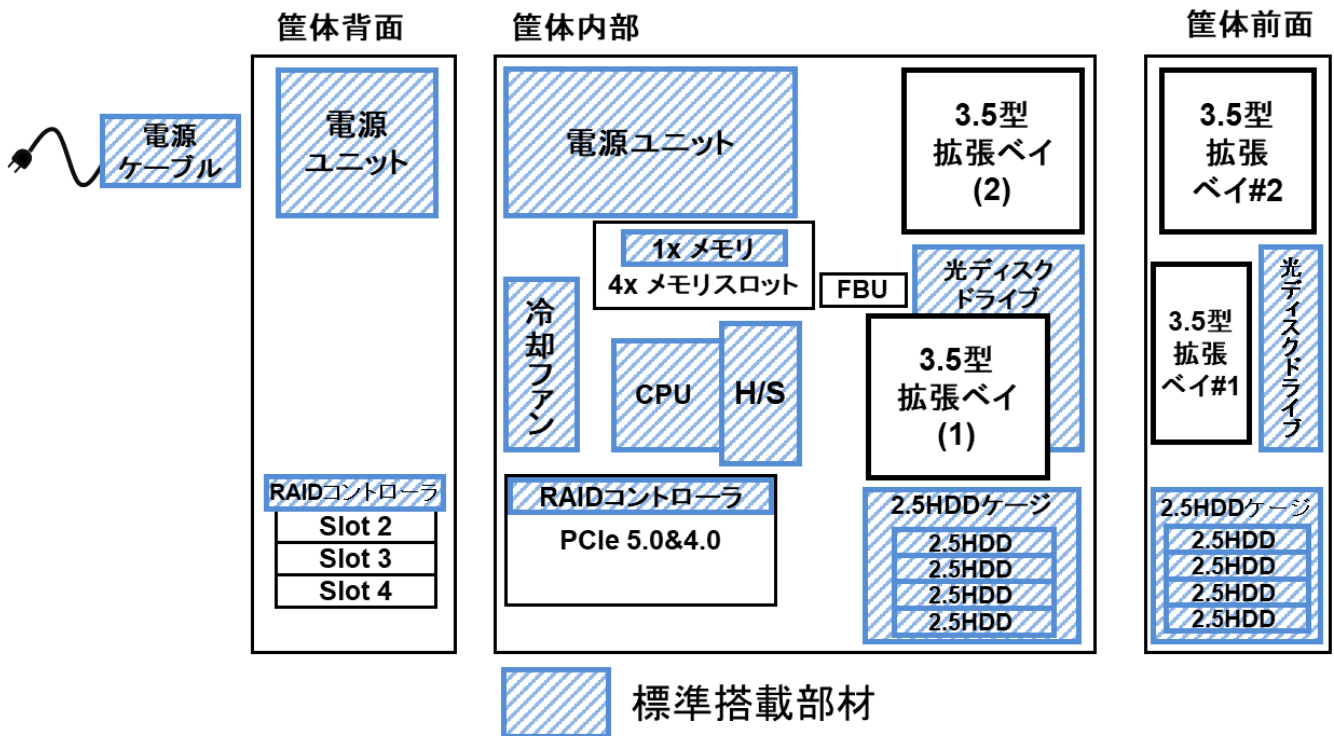 筐体背面
筐体内部
筐体前面
電源
ケーブル
電源
ユニット
RAIDコントローラ
Slot 2
Slot 3
Slot 4
電源ユニット
3.5型
拡張ベイ
(2)
1x メモリ
4x メモリスロット
FBU
光ディスク
ドライブ
冷却ファン
CPU
H/S
3.5型
拡張ベイ
(1)
RAIDコントローラ
PCIe 5.0&4.0
2.5HDDケージ
2.5HDD
2.5HDD
2.5HDD
2.5HDD
3.5型
拡張
ベイ#2
3.5型
拡張
ベイ#1
光ディスクドライブ
2.5HDDケージ
2.5HDD
2.5HDD
2.5HDD
2.5HDD
標準搭載部材